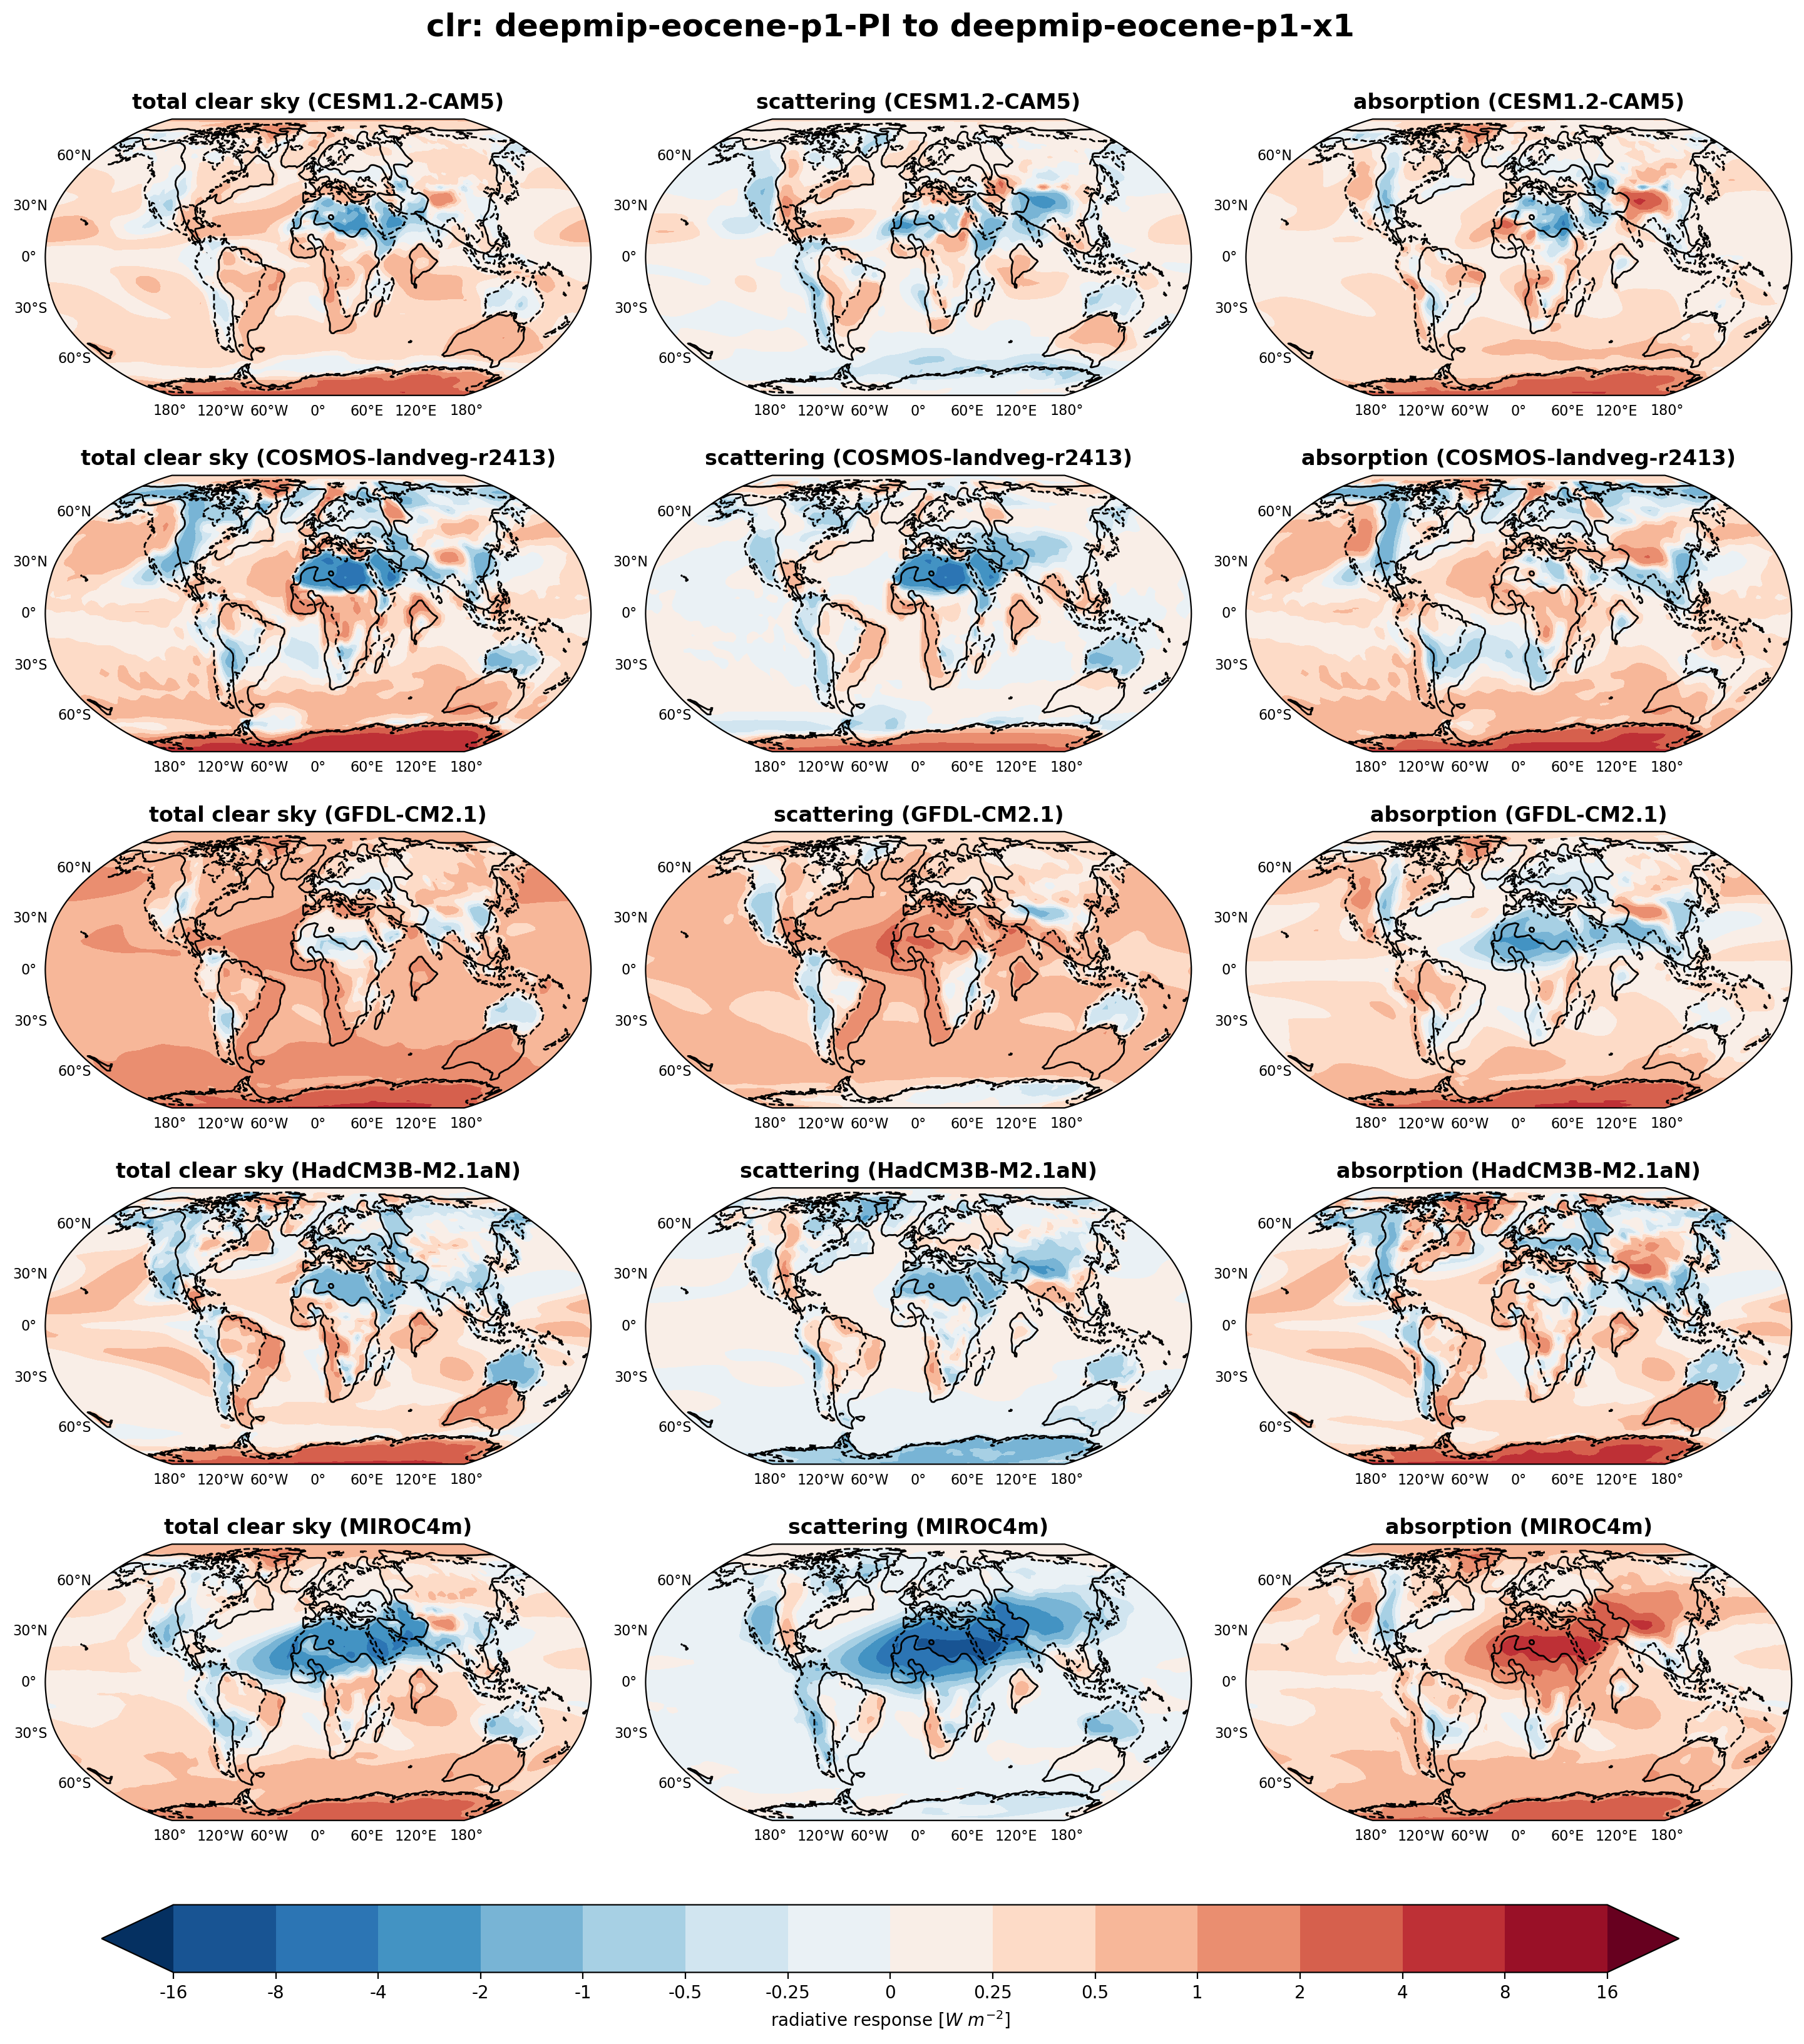 clr: deepmip-eocene-p1-PI to deepmip-eocene-p1-x1
total clear sky (CESM1.2-CAM5) scattering (CESM1.2-CAM5) absorption (CESM1.2-CAM5)
60°N 60°N 60°N
30°N 30°N 30°N
0° 0° 0°
30°S 30°S 30°S
60°S 60°S 60°S
180° 120°W 60°W 0° 60°E 120°E 180° 180° 120°W 60°W 0° 60°E 120°E 180° 180° 120°W 60°W 0° 60°E 120°E 180°
total clear sky (COSMOS-landveg-r2413) scattering (COSMOS-landveg-r2413) absorption (COSMOS-landveg-r2413)
60°N 60°N 60°N
30°N 30°N 30°N
0° 0° 0°
30°S 30°S 30°S
60°S 60°S 60°S
180° 120°W 60°W 0° 60°E 120°E 180° 180° 120°W 60°W 0° 60°E 120°E 180° 180° 120°W 60°W 0° 60°E 120°E 180°
total clear sky (GFDL-CM2.1) scattering (GFDL-CM2.1) absorption (GFDL-CM2.1)
60°N 60°N 60°N
30°N 30°N 30°N
0° 0° 0°
30°S 30°S 30°S
60°S 60°S 60°S
180° 120°W 60°W 0° 60°E 120°E 180° 180° 120°W 60°W 0° 60°E 120°E 180° 180° 120°W 60°W 0° 60°E 120°E 180°
total clear sky (HadCM3B-M2.1aN) scattering (HadCM3B-M2.1aN) absorption (HadCM3B-M2.1aN)
60°N 60°N 60°N
30°N 30°N 30°N
0° 0° 0°
30°S 30°S 30°S
60°S 60°S 60°S
180° 120°W 60°W 0° 60°E 120°E 180° 180° 120°W 60°W 0° 60°E 120°E 180° 180° 120°W 60°W 0° 60°E 120°E 180°
total clear sky (MIROC4m) scattering (MIROC4m) absorption (MIROC4m)
60°N 60°N 60°N
30°N 30°N 30°N
0° 0° 0°
30°S 30°S 30°S
60°S 60°S 60°S
180° 120°W 60°W 0° 60°E 120°E 180° 180° 120°W 60°W 0° 60°E 120°E 180° 180° 120°W 60°W 0° 60°E 120°E 180°
-16 -8 -4 -2 -1 -0.5 -0.25 0 0.25 0.5 1 2 4 8 16
radiative response [W m⁻²]